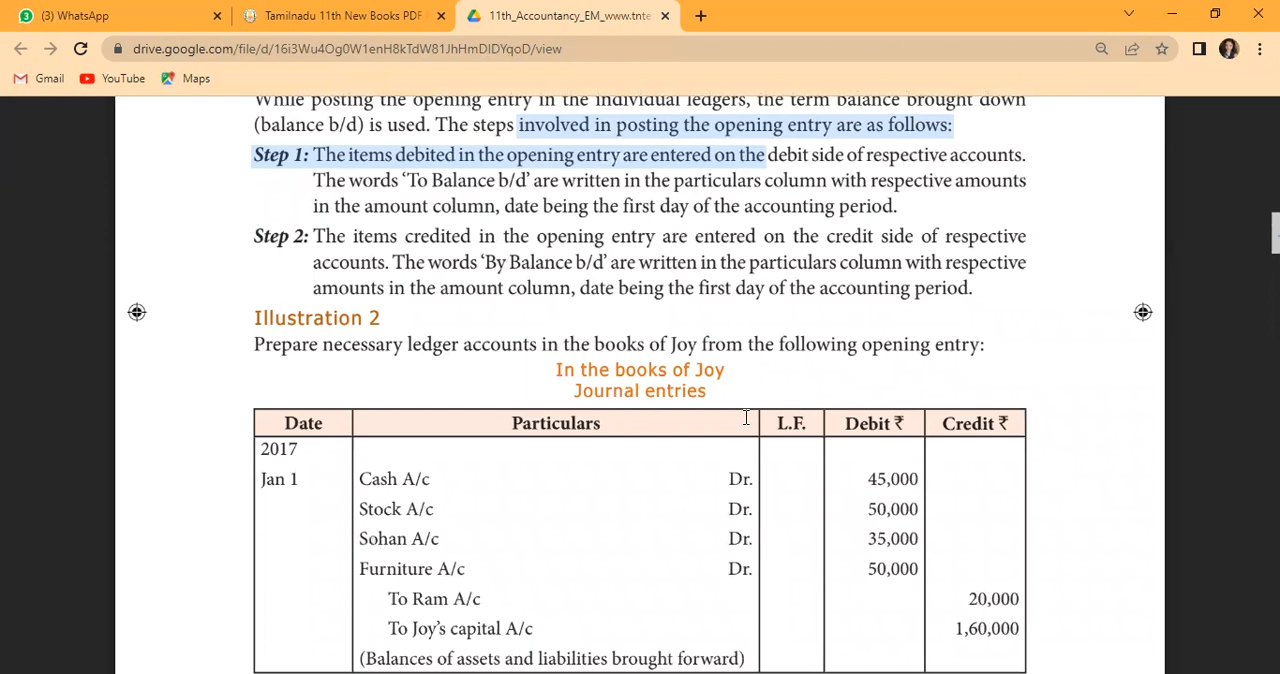 (3) WhatsApp
Tamilnadu 11th New Books PDF
11th_Accountancy_EM_www.tnte
drive.google.com/file/d/16i3Wu4Og0W1enH8kTdW81JhHmDIDYqoD/view
Gmail YouTube Maps
While posting the opening entry in the individual ledgers, the term balance brought down
(balance b/d) is used. The steps involved in posting the opening entry are as follows:
Step 1: The items debited in the opening entry are entered on the debit side of respective accounts.
The words ‘To Balance b/d’ are written in the particulars column with respective amounts
in the amount column, date being the first day of the accounting period.
Step 2: The items credited in the opening entry are entered on the credit side of respective
accounts. The words ‘By Balance b/d’ are written in the particulars column with respective
amounts in the amount column, date being the first day of the accounting period.
Illustration 2
Prepare necessary ledger accounts in the books of Joy from the following opening entry:
In the books of Joy
Journal entries
Date Particulars L.F. Debit ₹ Credit ₹
2017
Jan 1 Cash A/c Dr. 45,000
Stock A/c Dr. 50,000
Sohan A/c Dr. 35,000
Furniture A/c Dr. 50,000
To Ram A/c 20,000
To Joy’s capital A/c 1,60,000
(Balances of assets and liabilities brought forward)